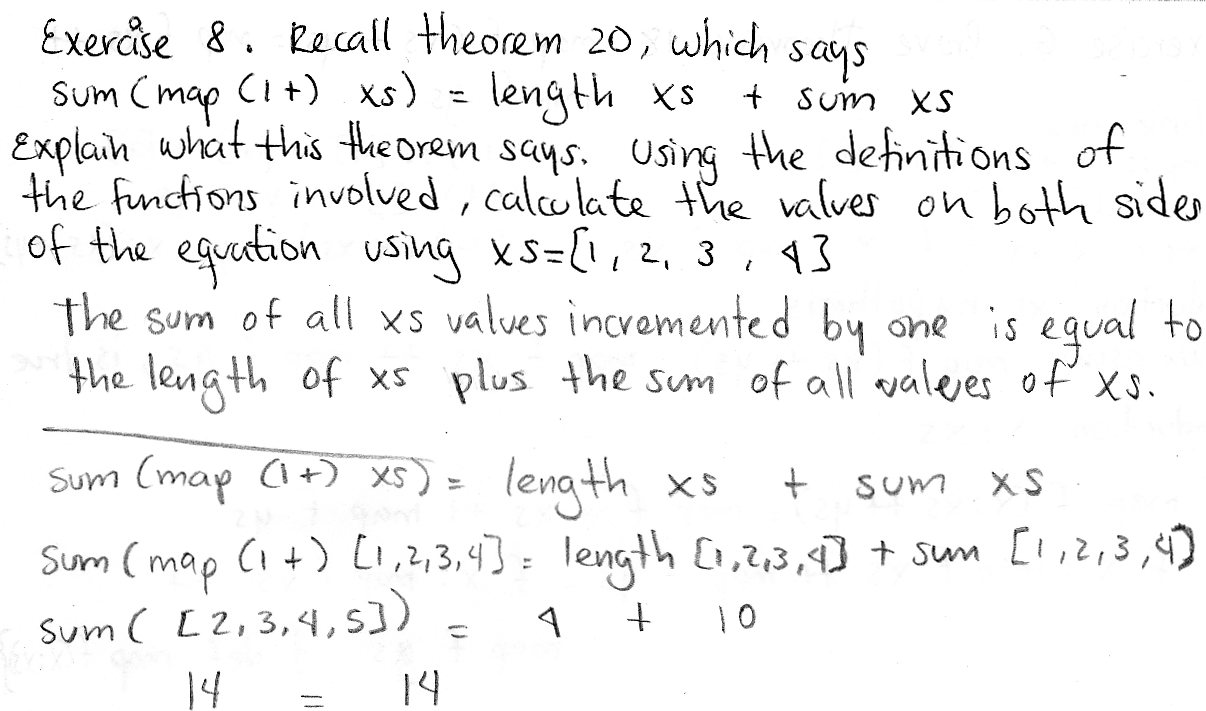 Exercise 8. Recall theorem 20, which says
sum (map (1+) xs) = length xs + sum xs
Explain what this theorem says. Using the definitions of
the functions involved, calculate the values on both sides
of the equation using xs=[1, 2, 3, 4]
The sum of all xs values incremented by one is equal to
the length of xs plus the sum of all values of xs.
sum (map (1+) xs) = length xs + sum xs
sum (map (1+) [1,2,3,4] = length [1,2,3,4] + sum [1,2,3,4]
sum ( [2,3,4,5]) = 4 + 10
14 = 14